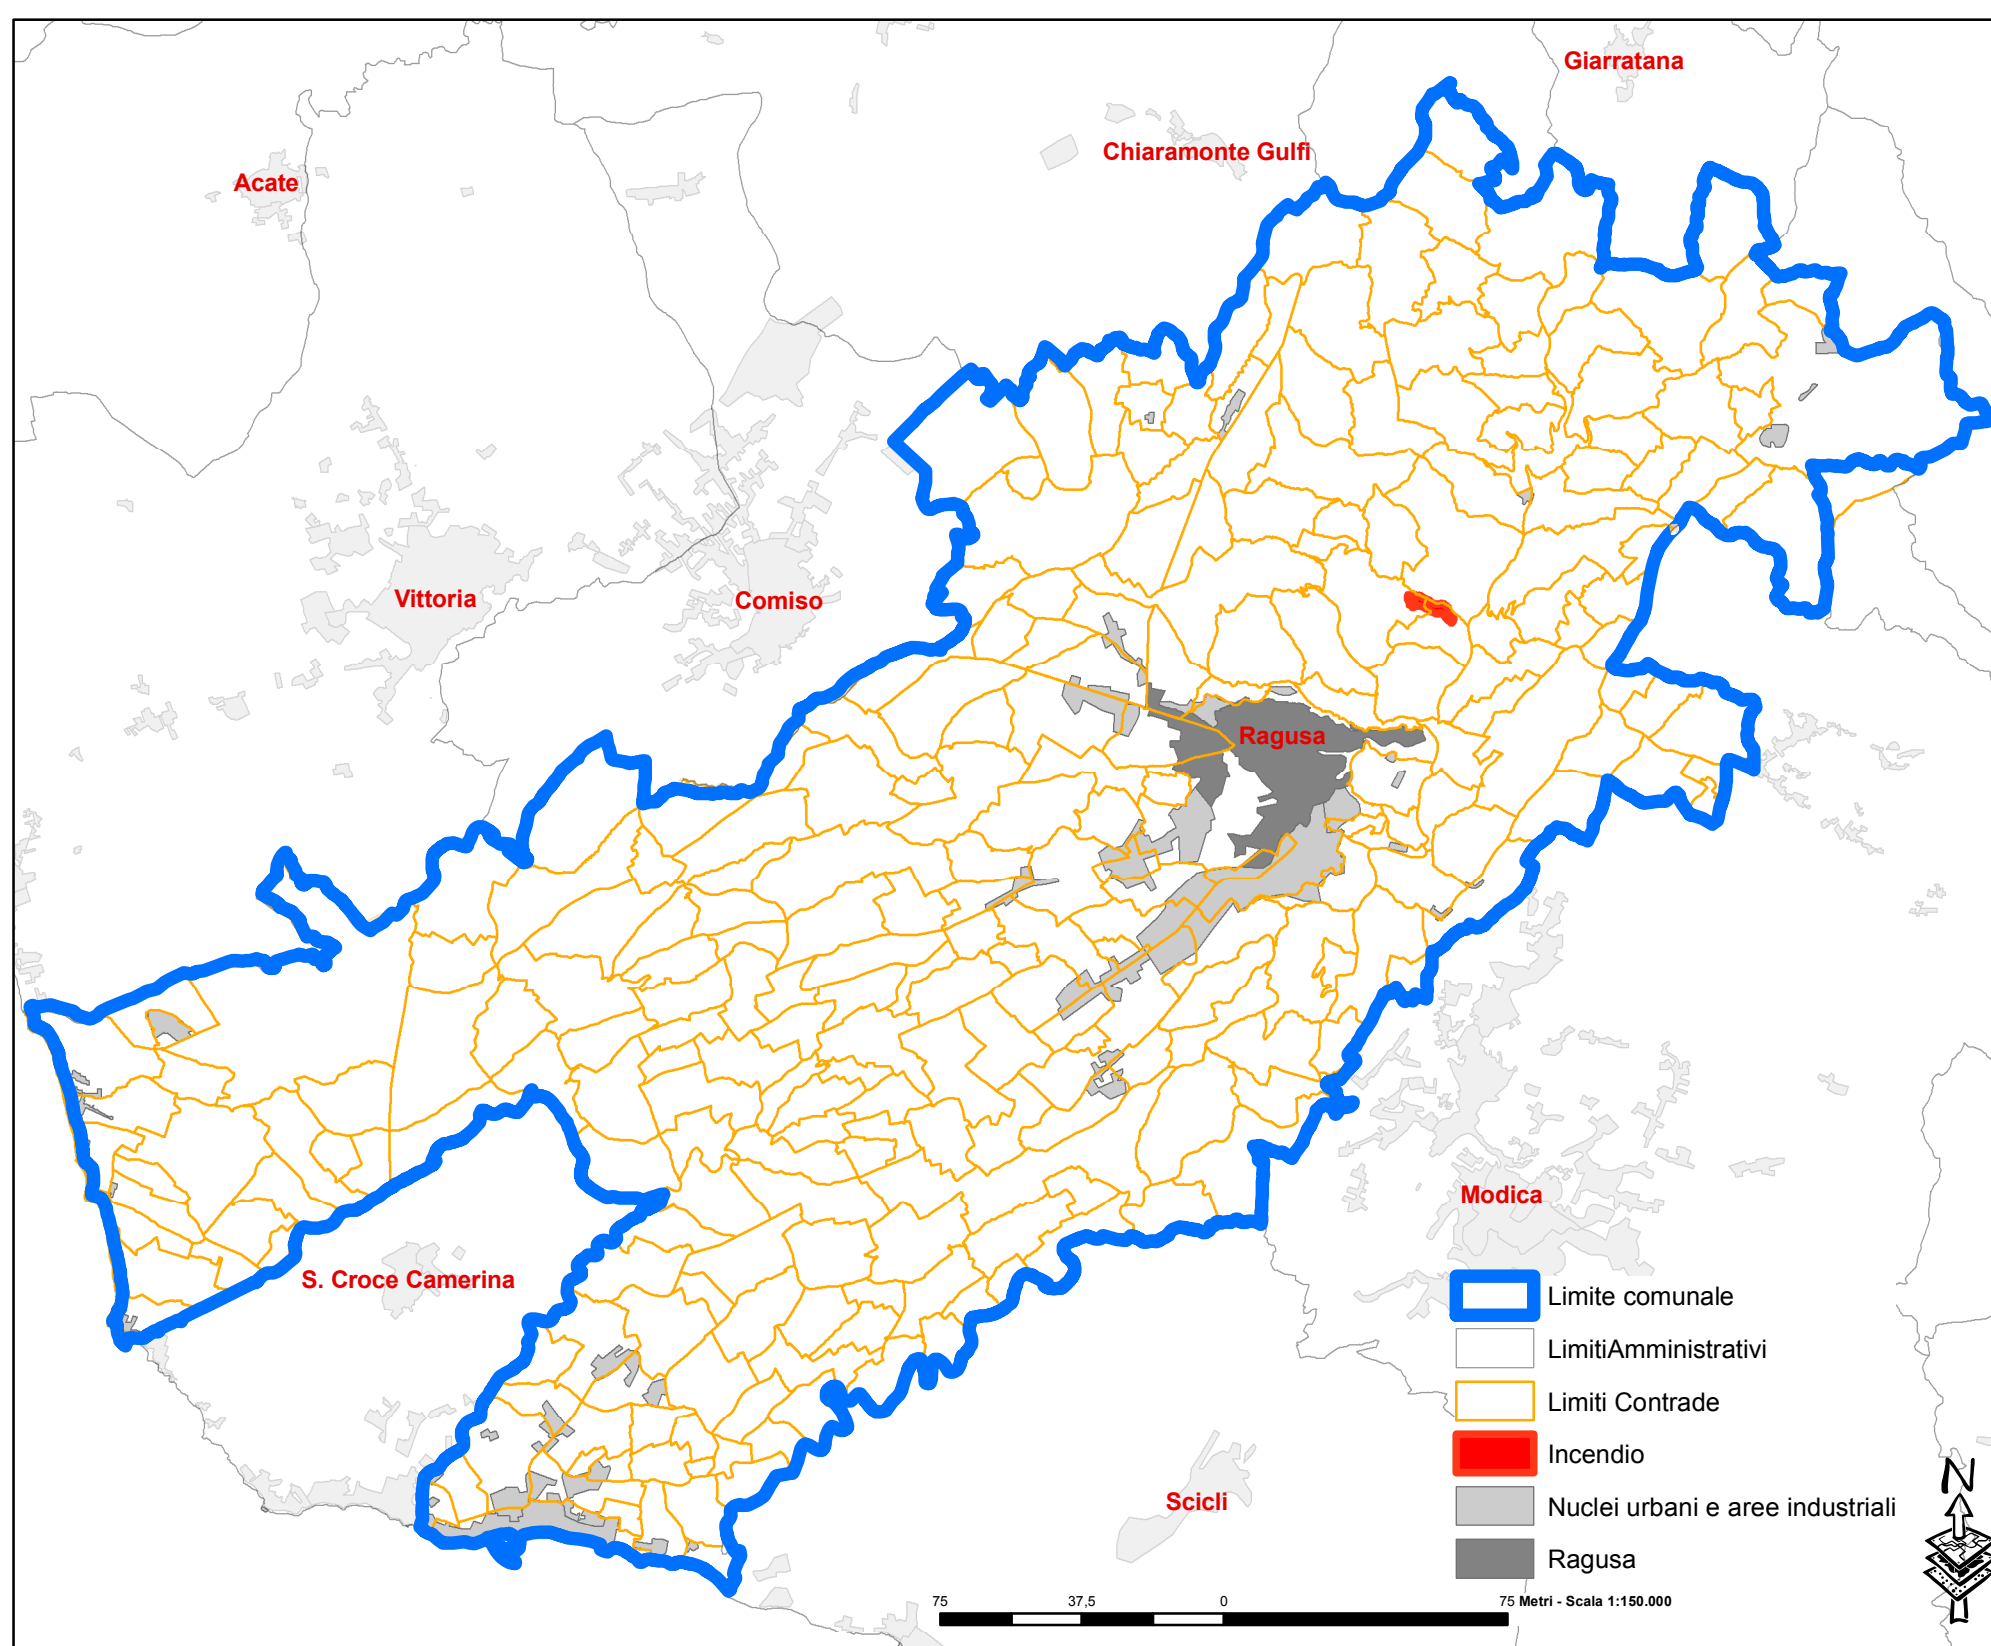 Giarratana
Chiaramonte Gulfi
Acate
Vittoria
Comiso
Ragusa
Modica
S. Croce Camerina
Scicli
Limite comunale
LimitiAmministrativi
Limiti Contrade
Incendio
Nuclei urbani e aree industriali
Ragusa
N
75 37,5 0 75 Metri - Scala 1:150.000